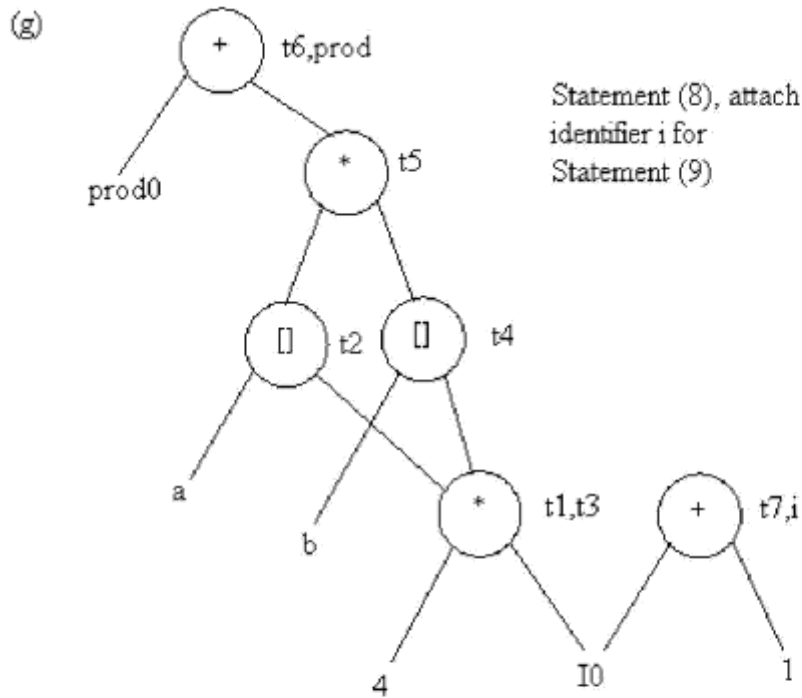 (g)
+
t6,prod
Statement (8), attach
identifier i for
Statement (9)
*
t5
prod0
[]
t2
[]
t4
a
b
*
t1,t3
+
t7,i
4
I0
1